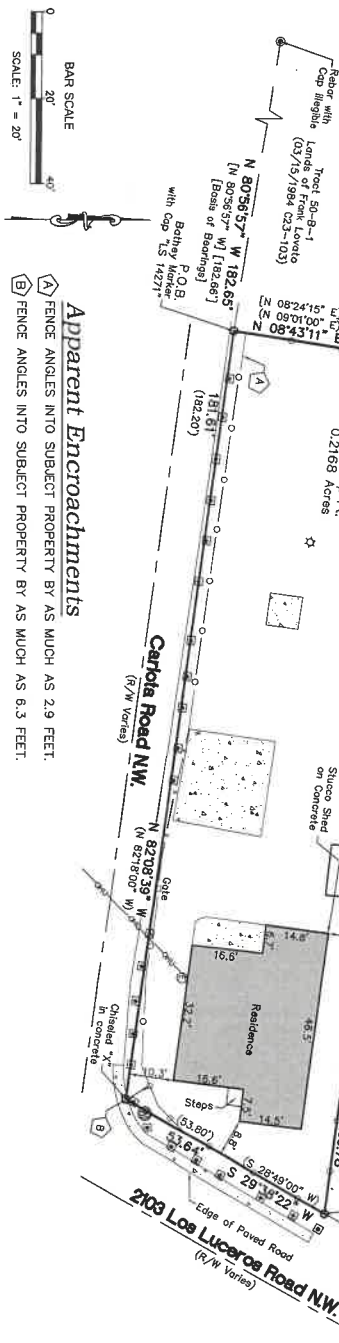 Rebar with
Cap Illegible
Tract 50-B-1
Lands of Frank Lovato
(03/15/1984 C23-103)
N 80°56'57" W 182.65'
[N 80°56'57" W] [182.66']
[Basis of Bearings]
P.O.B.
Bathey Marker
with Cap "LS 14271"
[N 08°24'15"
(N 09°01'00"
N 08°43'11"
0.2168 Acres
A
181.61'
(182.20')
Carlota Road N.W.
(R/W Varies)
N 82°08'39" W
(N 82°18'00" W)
Gate
Stucco Shed
on Concrete
14.8'
16.6'
46.5'
Residence
32.2'
10.3'
16.6'
Steps
7.5'
14.5'
8.8'
Chiseled "x"
in concrete
B
(53.80')
53.64'
(S 28°49'00" W)
S 29°38'22" W
Edge of Paved Road
2103 Los Luceros Road N.W.
(R/W Varies)
BAR SCALE
0
20'
40'
SCALE: 1" = 20'
Apparent Encroachments
A FENCE ANGLES INTO SUBJECT PROPERTY BY AS MUCH AS 2.9 FEET.
B FENCE ANGLES INTO SUBJECT PROPERTY BY AS MUCH AS 6.3 FEET.